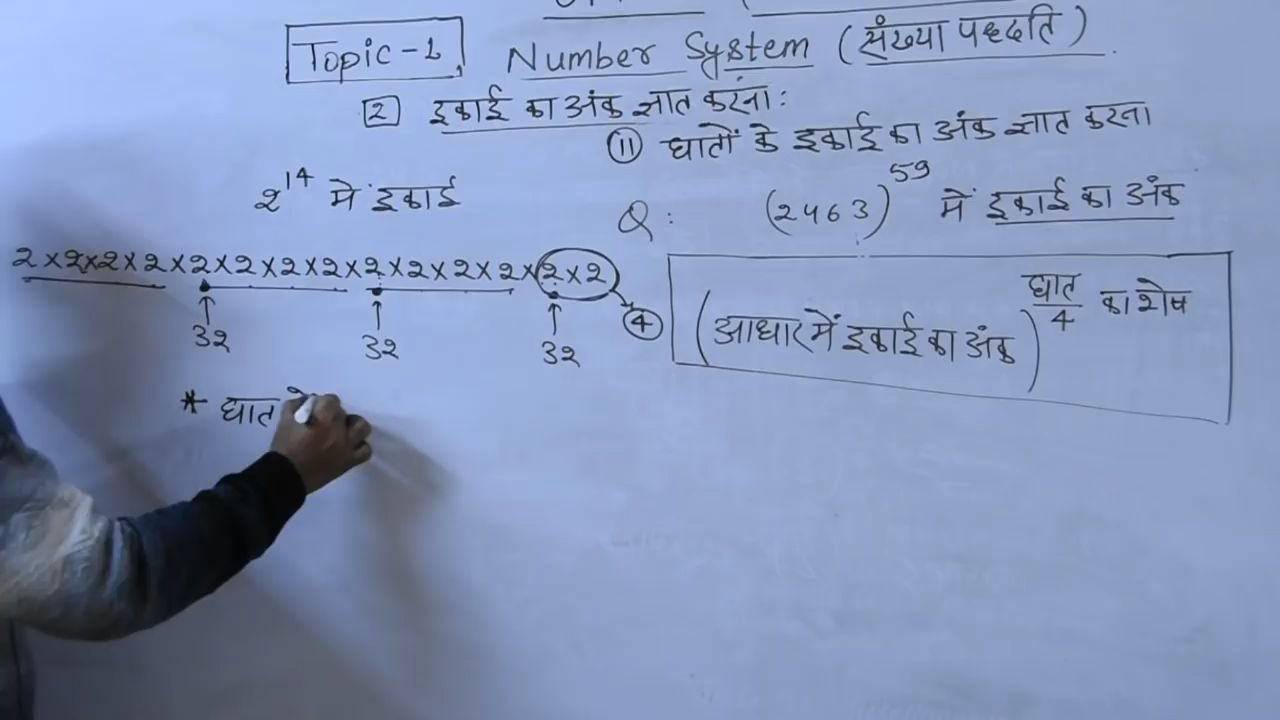 Topic-1 Number System (संख्या पद्धति)
2 इकाई का अंक ज्ञात करना:
11 घातों के इकाई का अंक ज्ञात करना
2^14 मे इकाई
Q: (2463)^59 में इकाई का अंक
2×2×2×2×2×2×2×2×2×2×2×2×2×2
↑ ↑ ↑ 4
32 32 32
(आधार में इकाई का अंक)^घात/4 का शेष
* घात